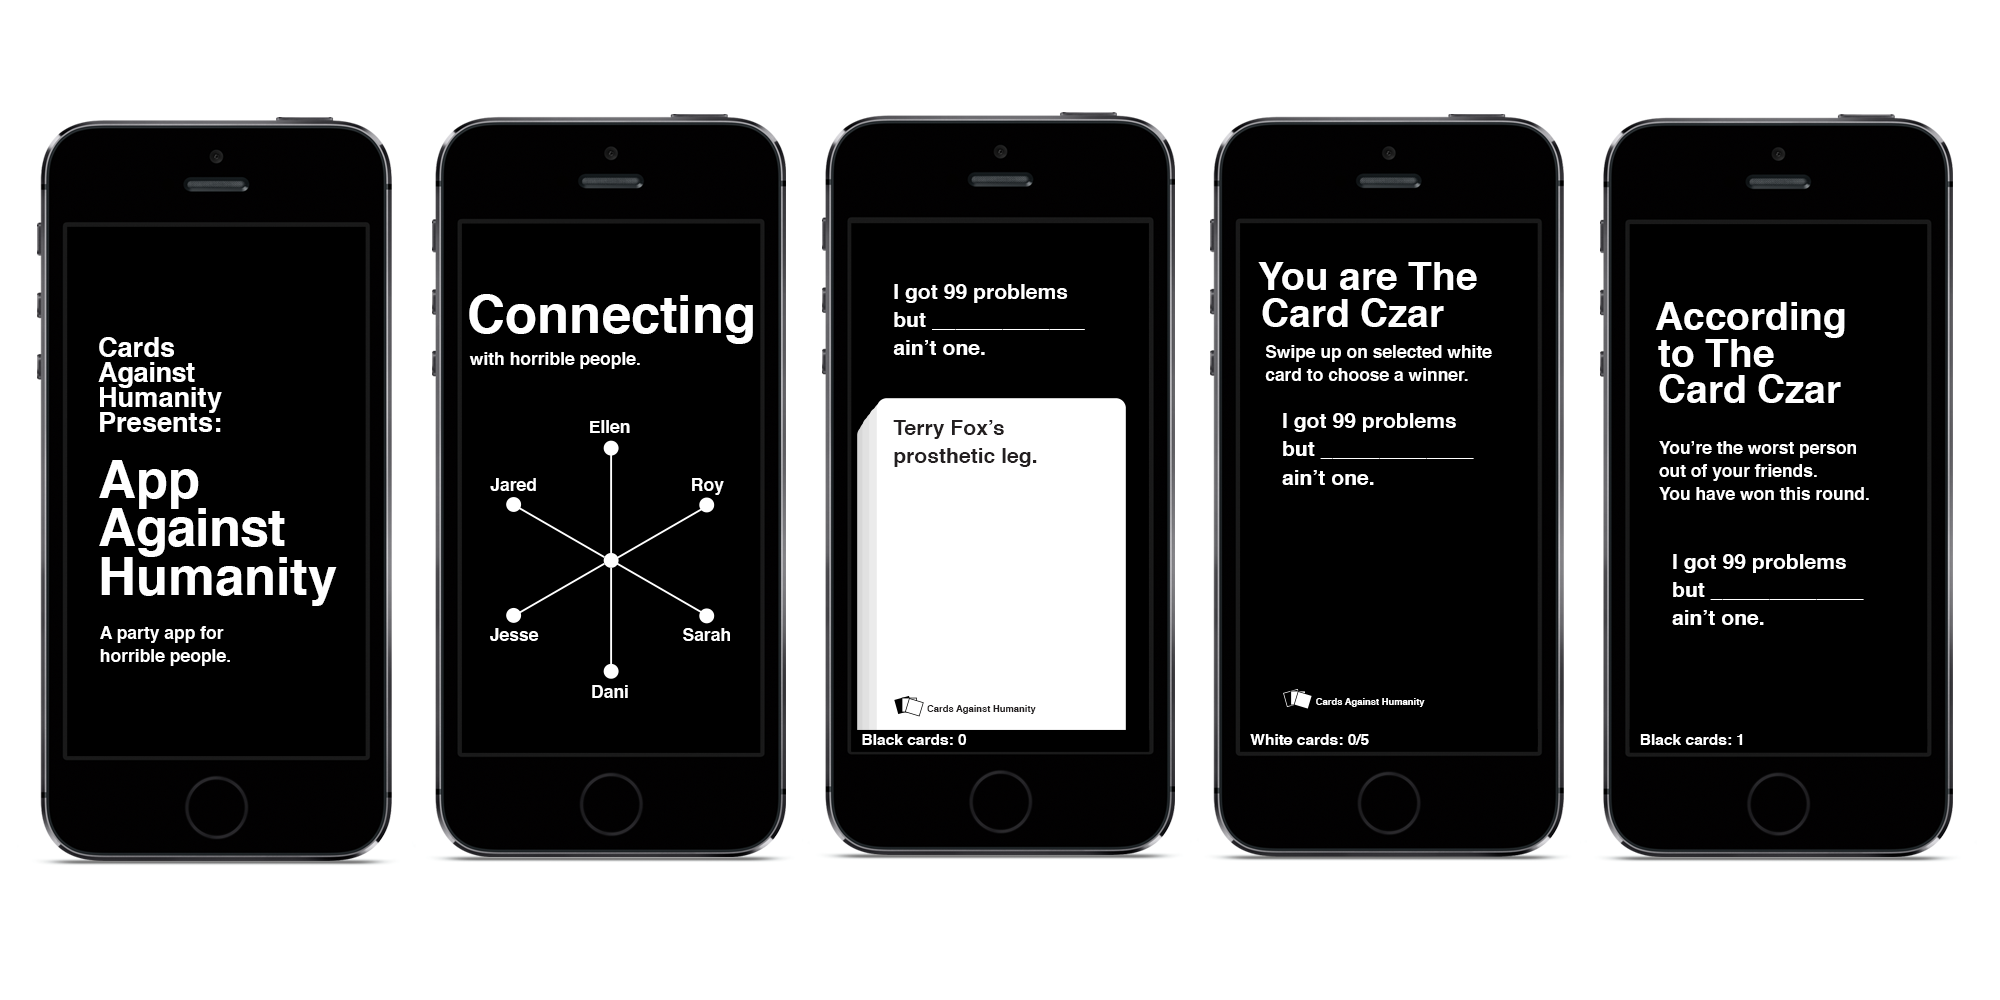 Cards
Against
Humanity
Presents:
App
Against
Humanity
A party app for
horrible people.
Connecting
with horrible people.
Ellen
Jared
Roy
Jesse
Sarah
Dani
I got 99 problems
but ______________
ain’t one.
Terry Fox’s
prosthetic leg.
Cards Against Humanity
Black cards: 0
You are The
Card Czar
Swipe up on selected white
card to choose a winner.
I got 99 problems
but ______________
ain’t one.
Cards Against Humanity
White cards: 0/5
According
to The
Card Czar
You’re the worst person
out of your friends.
You have won this round.
I got 99 problems
but ______________
ain’t one.
Black cards: 1